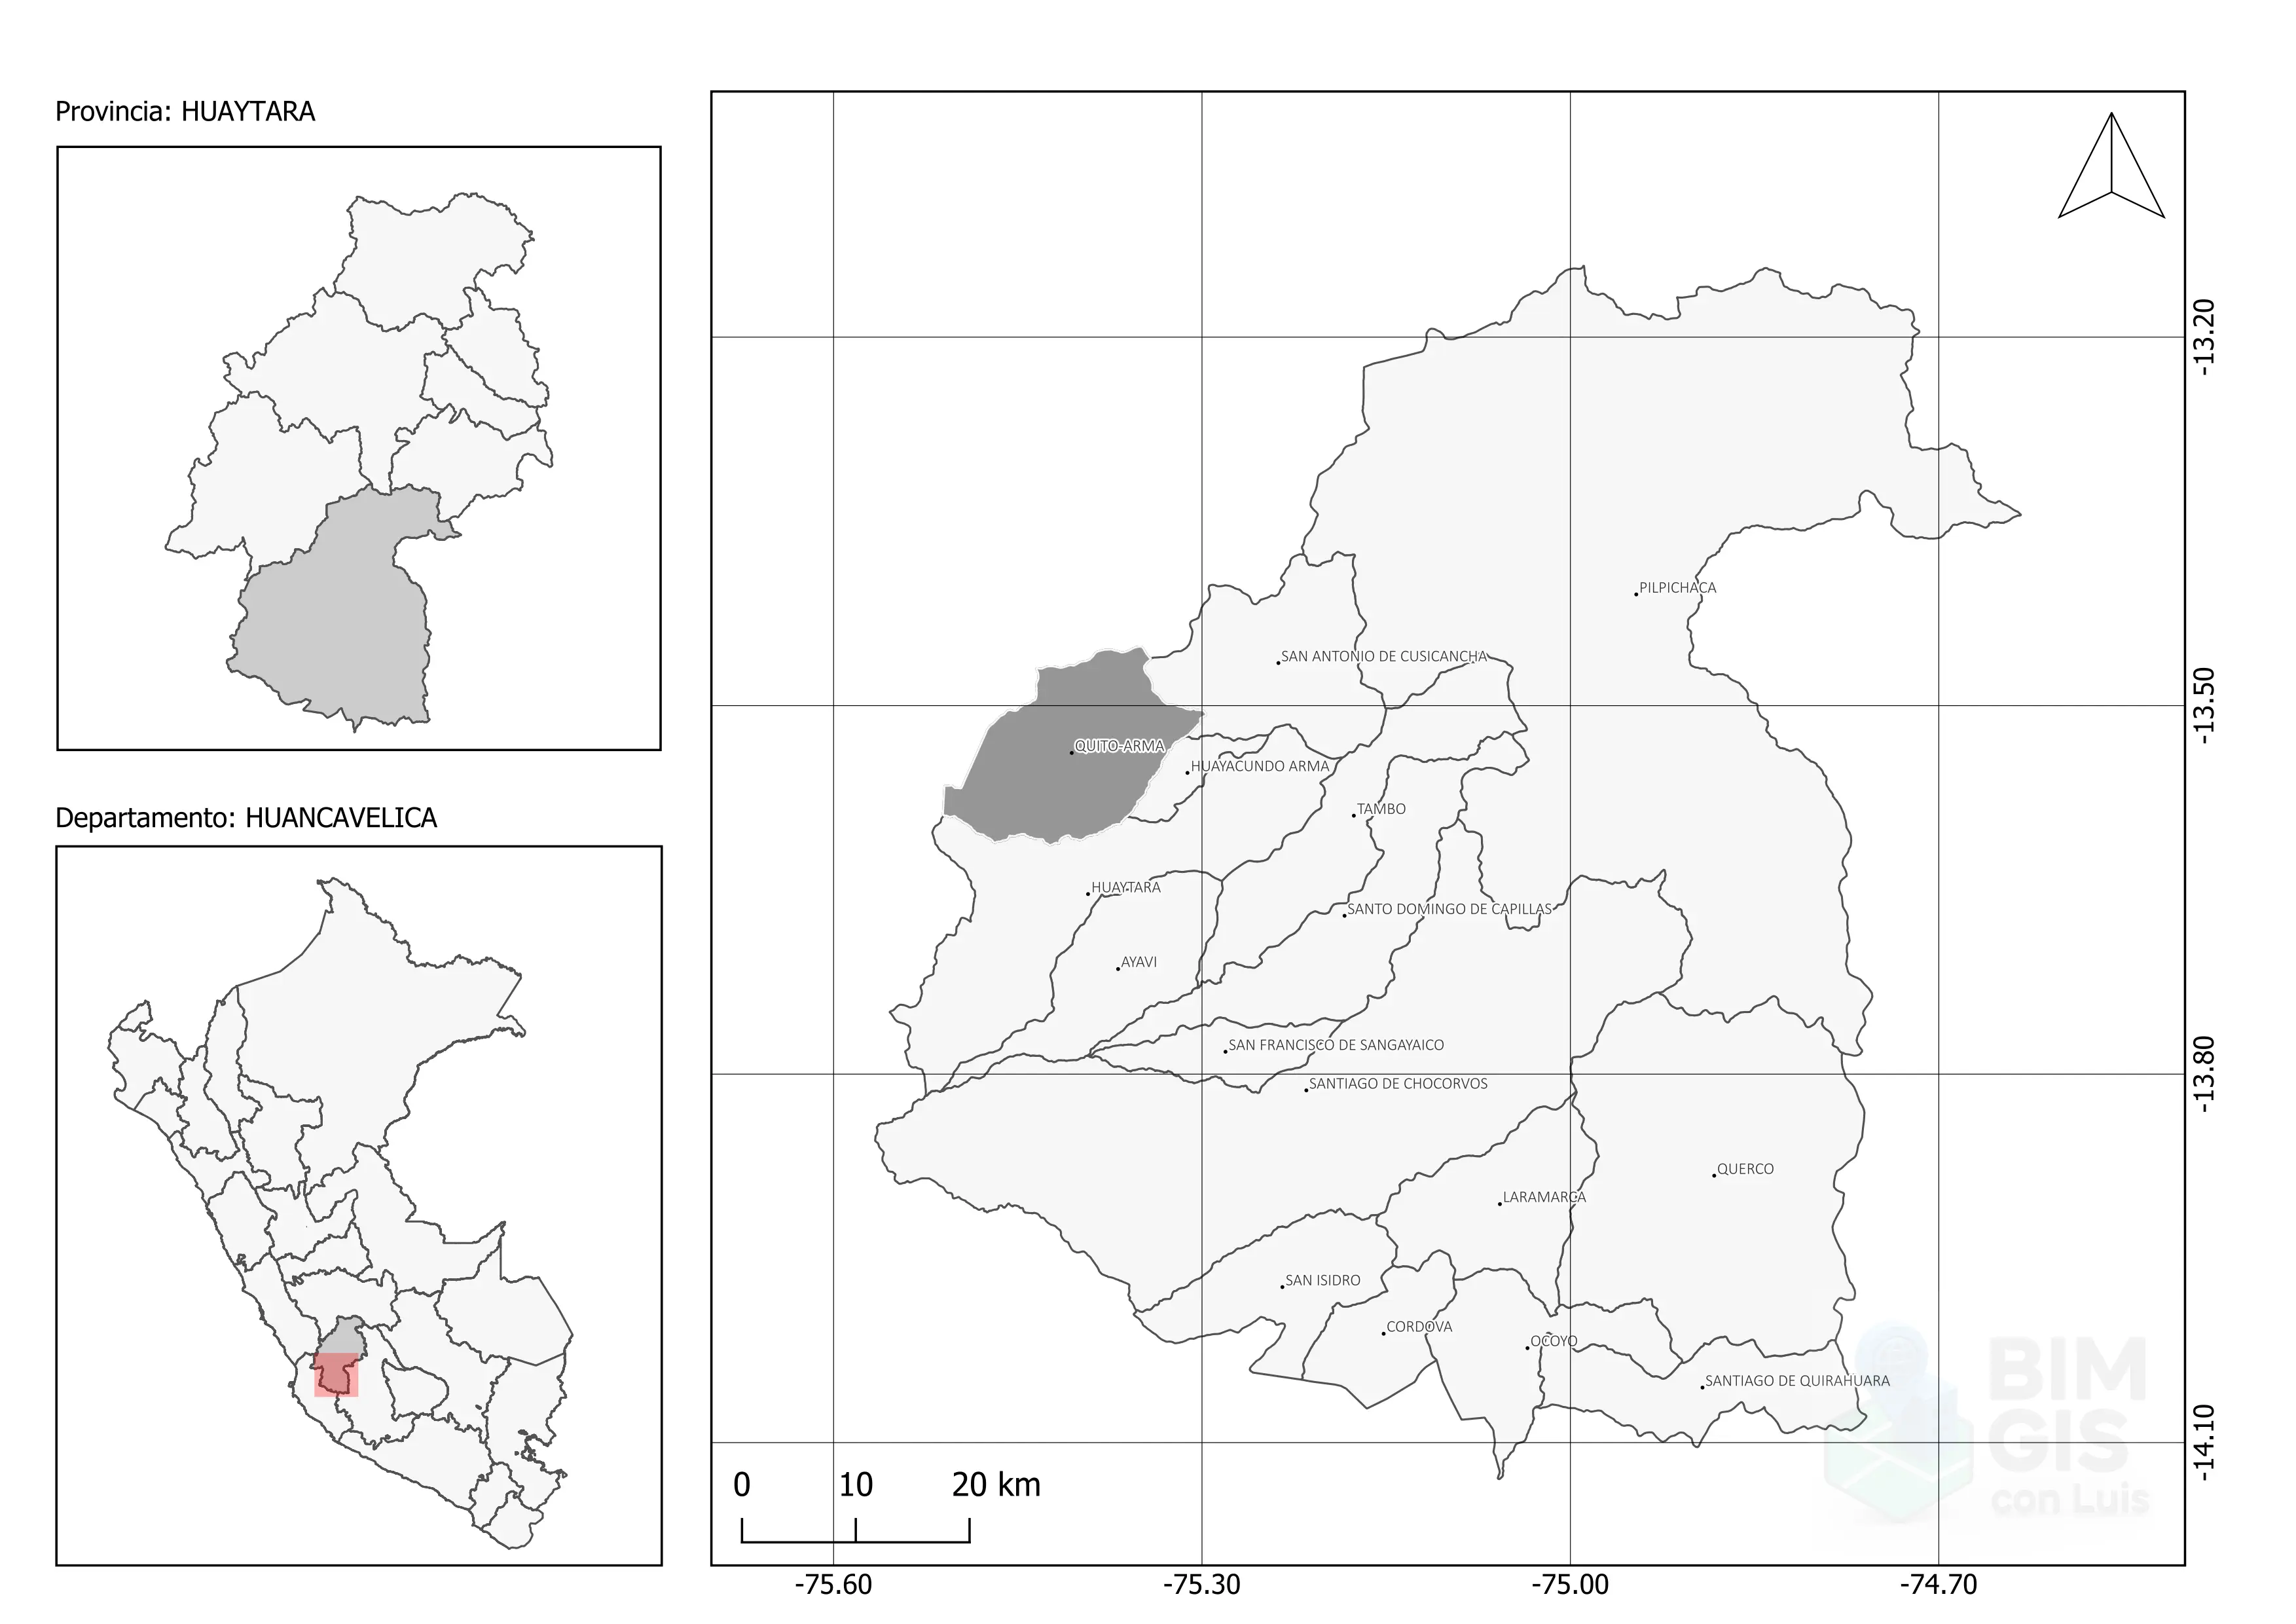 Provincia: HUAYTARA
Departamento: HUANCAVELICA
PILPICHACA
SAN ANTONIO DE CUSICANCHA
QUITO-ARMA
HUAYACUNDO ARMA
TAMBO
HUAYTARA
SANTO DOMINGO DE CAPILLAS
AYAVI
SAN FRANCISCO DE SANGAYAICO
SANTIAGO DE CHOCORVOS
QUERCO
LARAMARCA
SAN ISIDRO
CORDOVA
OCOYO
SANTIAGO DE QUIRAHUARA
-13.20
-13.50
-13.80
-14.10
0 10 20 km
-75.60 -75.30 -75.00 -74.70
BIM
GIS
con Luis